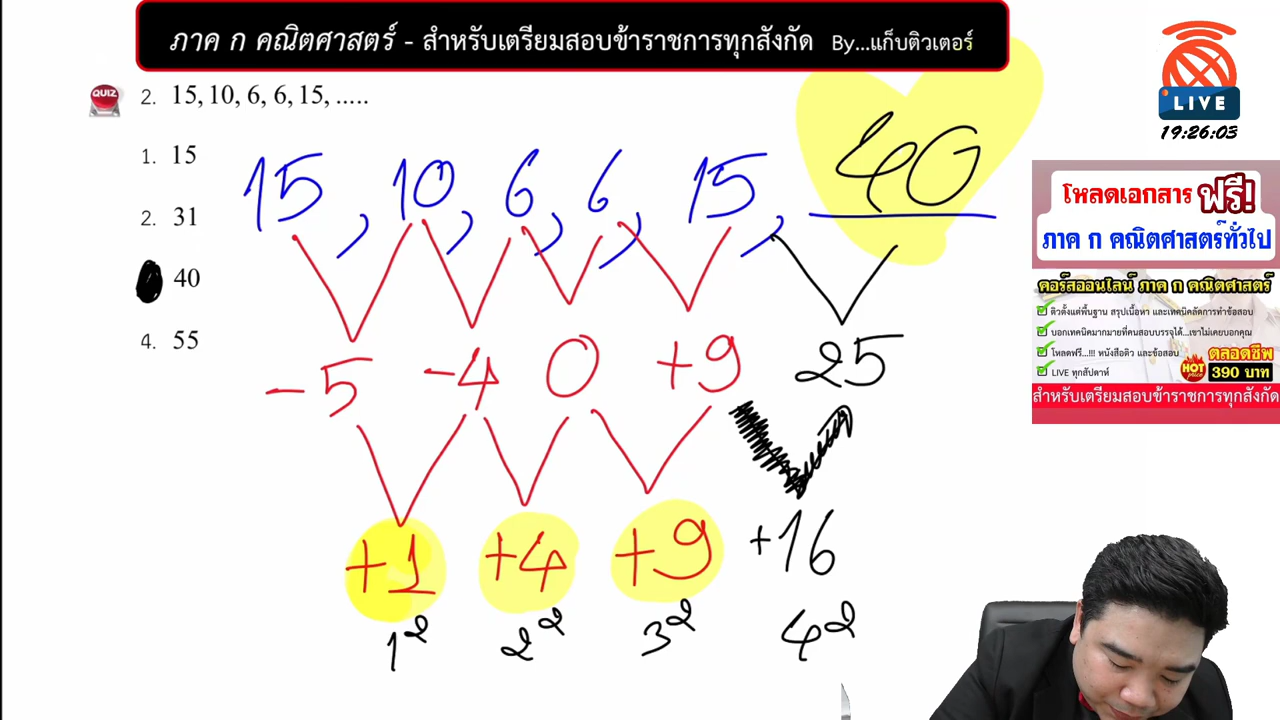 ภาค ก คณิตศาสตร์ - สำหรับเตรียมสอบข้าราชการทุกสังกัด By...แก็บติวเตอร์
QUIZ
2. 15, 10, 6, 6, 15, .....
1. 15
2. 31
40
4. 55
15, 10, 6, 6, 15, 40
-5 -4 0 +9 25
+1 +4 +9 +16
1² 2² 3² 4²
LIVE
19:26:03
โหลดเอกสาร ฟรี!
ภาค ก คณิตศาสตร์ทั่วไป
คอร์สออนไลน์ ภาค ก คณิตศาสตร์
ติวตั้งแต่พื้นฐาน สรุปเนื้อหา และเทคนิคลัดการทำข้อสอบ
บอกเทคนิคมากมายที่คนสอบบรรจุได้...เขาไม่เคยบอกคุณ
โหลดฟรี...!!! หนังสือติว และข้อสอบ
LIVE ทุกสัปดาห์
HOT price
ตลอดชีพ
390 บาท
สำหรับเตรียมสอบข้าราชการทุกสังกัด